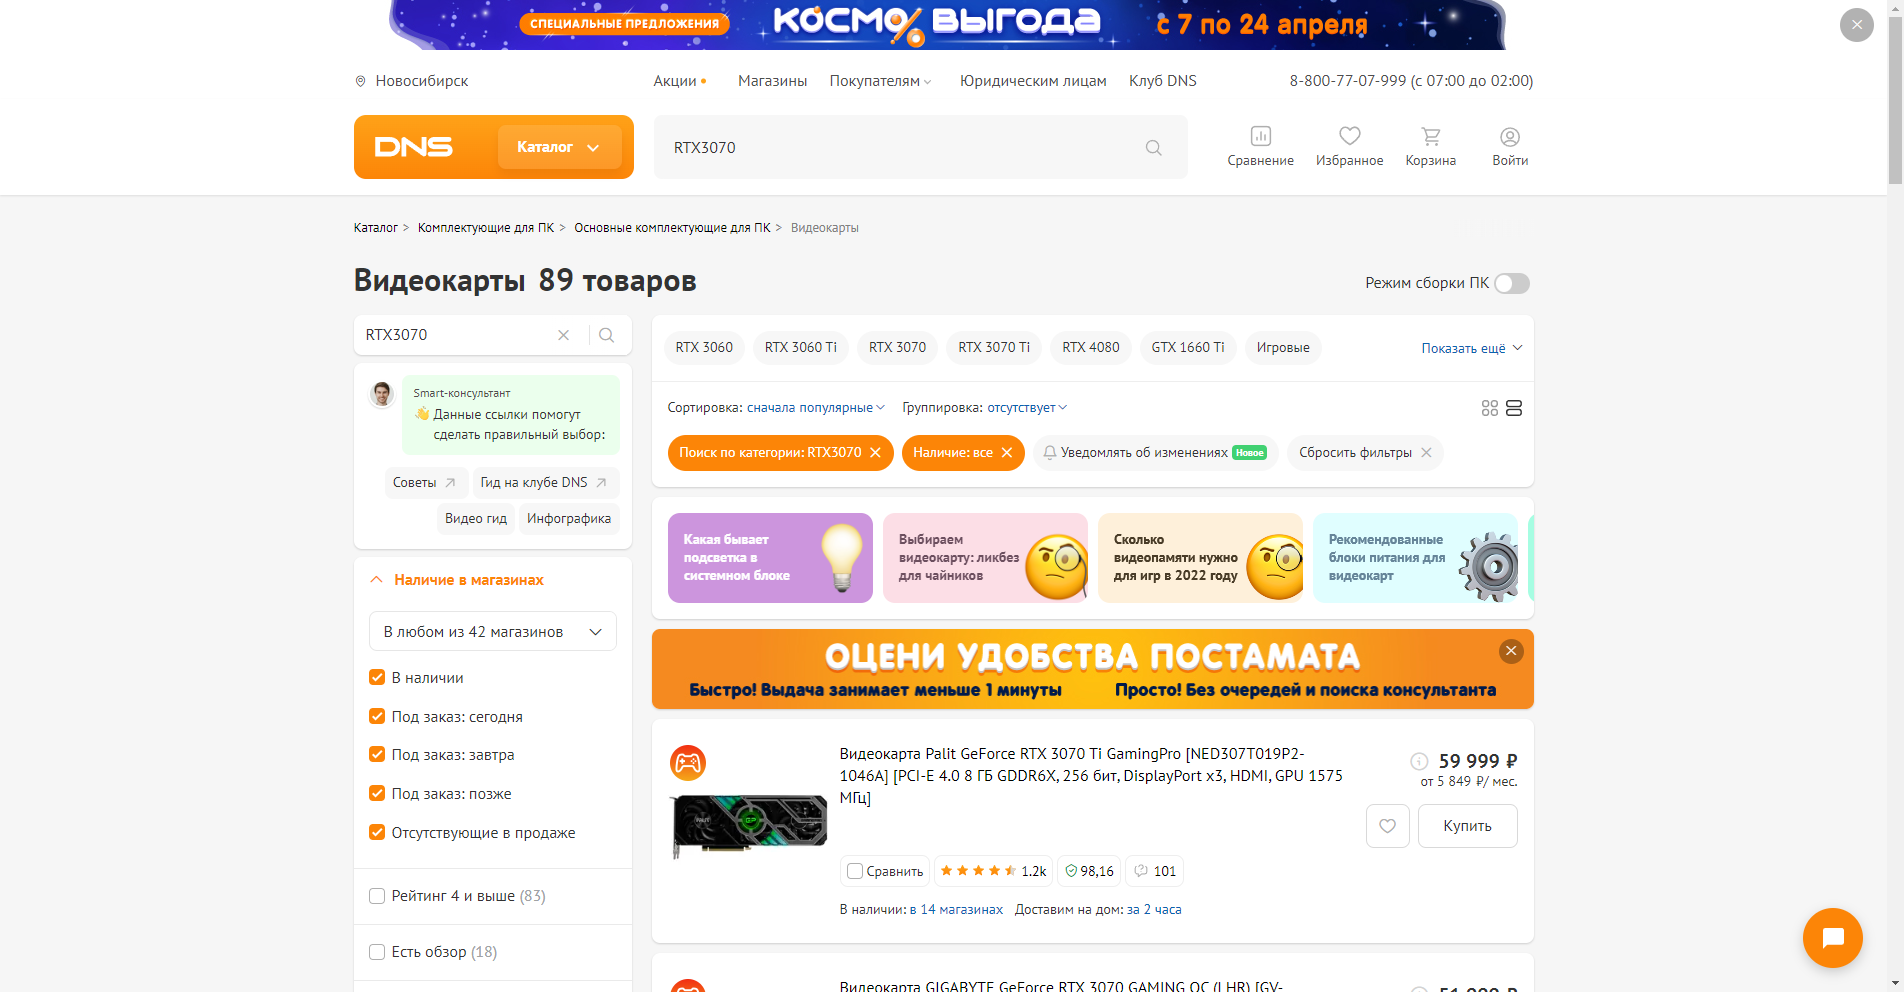 СПЕЦИАЛЬНЫЕ ПРЕДЛОЖЕНИЯ
КОСМО ВЫГОДА
с 7 по 24 апреля
Новосибирск
Акции
Магазины
Покупателям
Юридическим лицам
Клуб DNS
8-800-77-07-999 (с 07:00 до 02:00)
DNS
Каталог
RTX3070
Сравнение
Избранное
Корзина
Войти
Каталог > Комплектующие для ПК > Основные комплектующие для ПК > Видеокарты
Видеокарты 89 товаров
Режим сборки ПК
RTX3070
Smart-консультант
👋 Данные ссылки помогут
сделать правильный выбор:
Советы
Гид на клубе DNS
Видео гид
Инфографика
Наличие в магазинах
В любом из 42 магазинов
В наличии
Под заказ: сегодня
Под заказ: завтра
Под заказ: позже
Отсутствующие в продаже
Рейтинг 4 и выше (83)
Есть обзор (18)
RTX 3060
RTX 3060 Ti
RTX 3070
RTX 3070 Ti
RTX 4080
GTX 1660 Ti
Игровые
Показать ещё
Сортировка: сначала популярные
Группировка: отсутствует
Поиск по категории: RTX3070
Наличие: все
Уведомлять об изменениях Новое
Сбросить фильтры
Какая бывает
подсветка в
системном блоке
Выбираем
видеокарту: ликбез
для чайников
Сколько
видеопамяти нужно
для игр в 2022 году
Рекомендованные
блоки питания для
видеокарт
ОЦЕНИ УДОБСТВА ПОСТАМАТА
Быстро! Выдача занимает меньше 1 минуты
Просто! Без очередей и поиска консультанта
Видеокарта Palit GeForce RTX 3070 Ti GamingPro [NED307T019P2-
1046A] [PCI-E 4.0 8 ГБ GDDR6X, 256 бит, DisplayPort x3, HDMI, GPU 1575
МГц]
59 999 ₽
от 5 849 ₽/ мес.
Купить
Сравнить
1.2k
98,16
101
В наличии: в 14 магазинах
Доставим на дом: за 2 часа
Видеокарта GIGABYTE GeForce RTX 3070 GAMING OC (LHR) [GV-
51 999 ₽